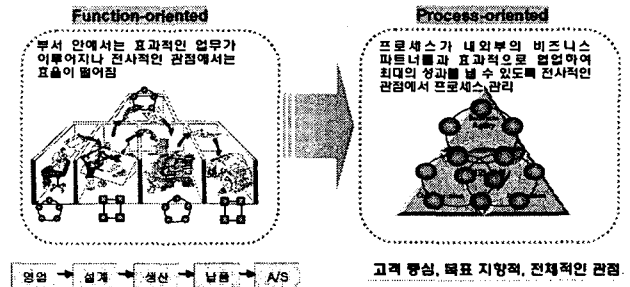 Function-oriented
부서 안에서는 효과적인 업무가
이루어지나 전사적인 관점에서는
효율이 떨어짐
Process-oriented
프로세스가 내외부의 비즈니스
파트너들과 효과적으로 협업하여
최대의 성과를 낼 수 있도록 전사적인
관점에서 프로세스 관리
영업 설계 생산 납품 A/S
고객 중심, 목표 지향적, 전체적인 관점